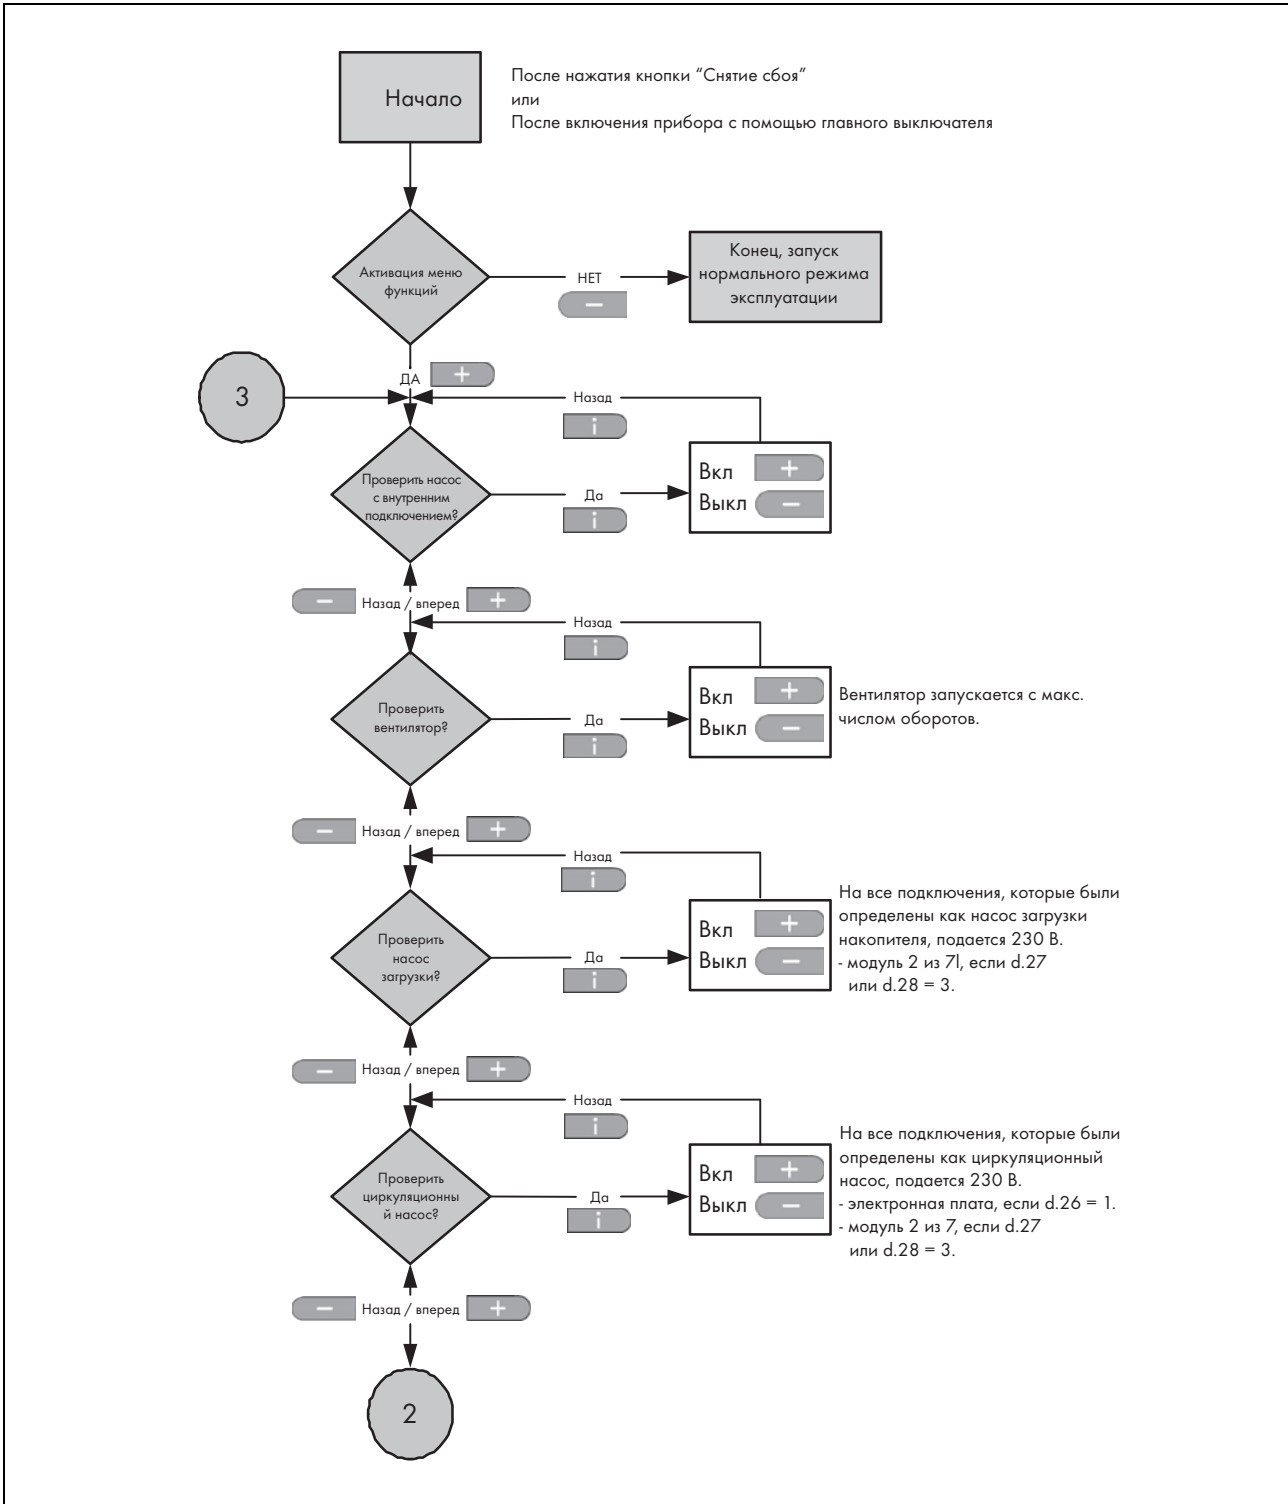 Начало
После нажатия кнопки “Снятие сбоя”
или
После включения прибора с помощью главного выключателя
Активация меню
функций
НЕТ
–
Конец, запуск
нормального режима
эксплуатации
ДА +
3
Назад
i
Проверить насос
с внутренним
подключением?
Да
i
Вкл +
Выкл –
– Назад / вперед +
Назад
i
Проверить
вентилятор?
Да
i
Вкл +
Выкл –
Вентилятор запускается с макс.
числом оборотов.
– Назад / вперед +
Назад
i
Проверить
насос
загрузки?
Да
i
Вкл +
Выкл –
На все подключения, которые были
определены как насос загрузки
накопителя, подается 230 В.
- модуль 2 из 7l, если d.27
или d.28 = 3.
– Назад / вперед +
Назад
i
Проверить
циркуляционны
й насос?
Да
i
Вкл +
Выкл –
На все подключения, которые были
определены как циркуляционный
насос, подается 230 В.
- электронная плата, если d.26 = 1.
- модуль 2 из 7, если d.27
или d.28 = 3.
– Назад / вперед +
2